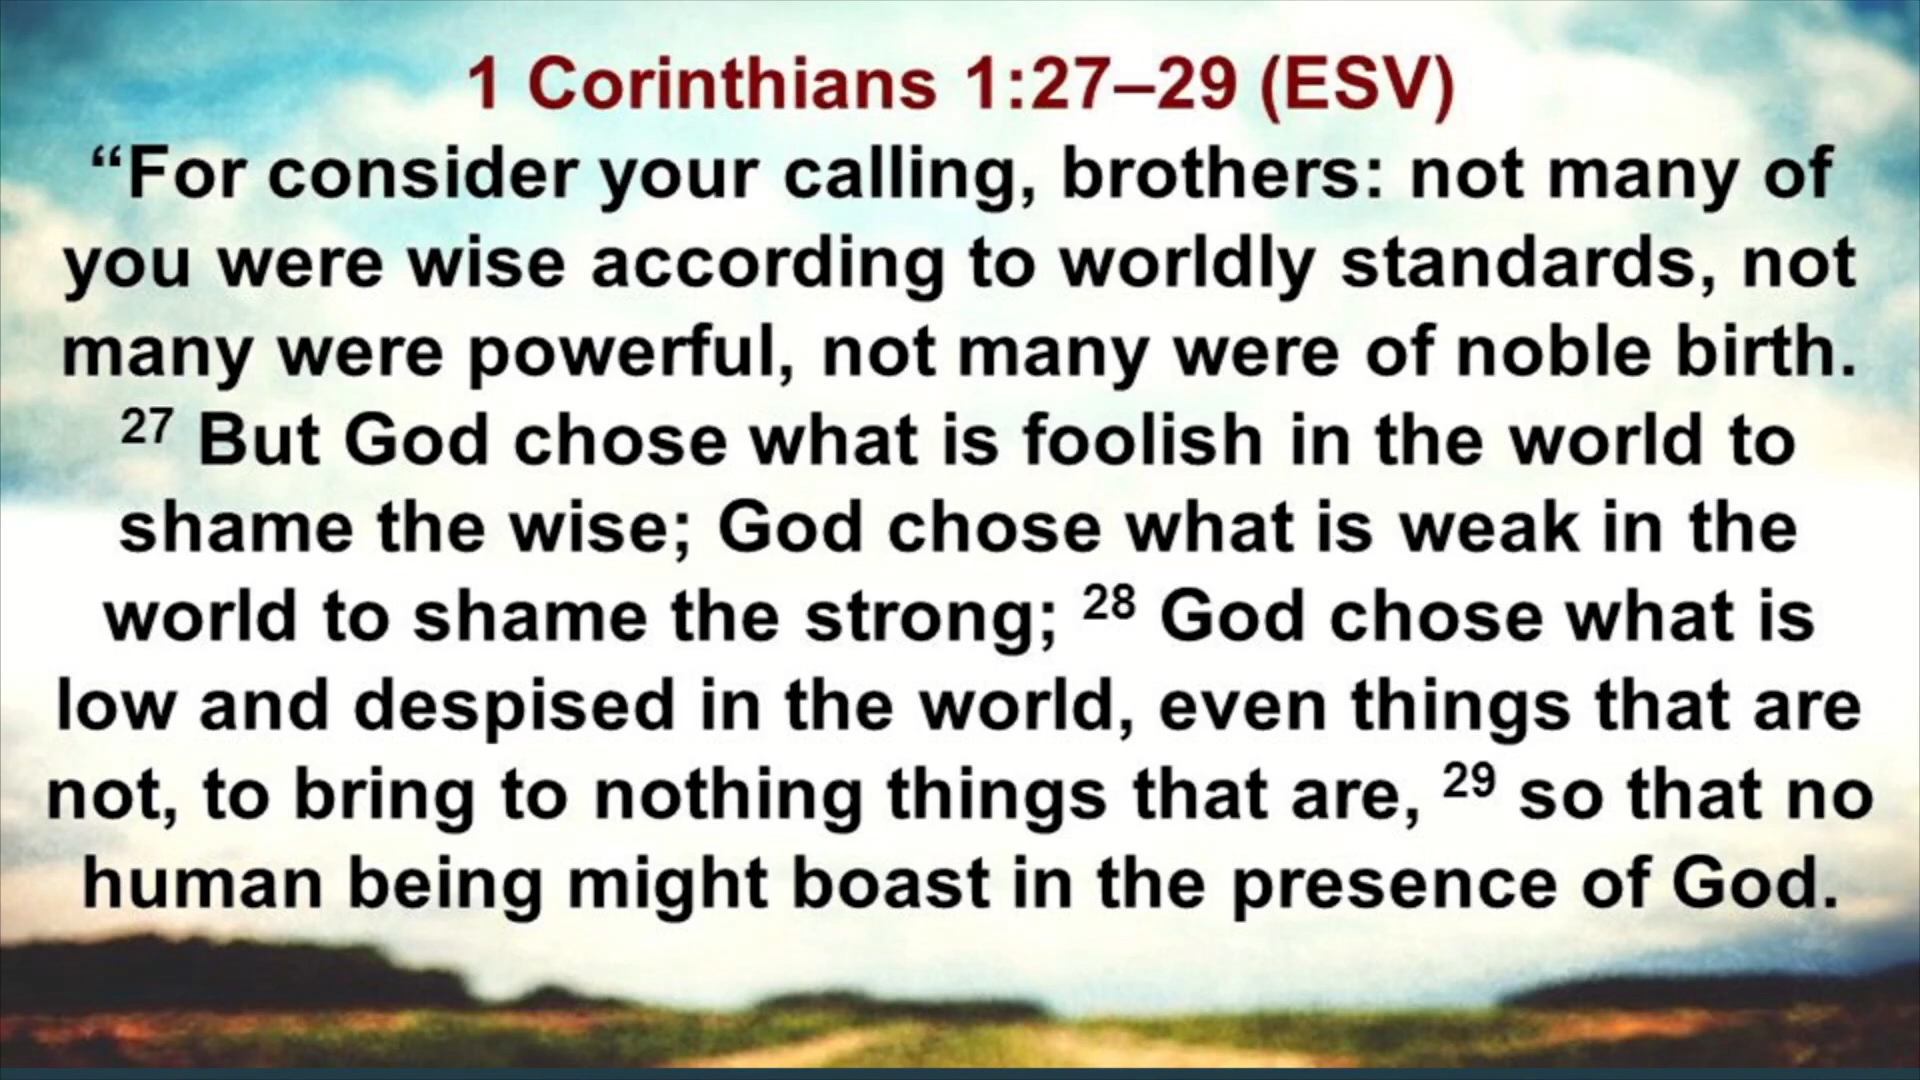 1 Corinthians 1:27–29 (ESV)
“For consider your calling, brothers: not many of
you were wise according to worldly standards, not
many were powerful, not many were of noble birth.
27 But God chose what is foolish in the world to
shame the wise; God chose what is weak in the
world to shame the strong; 28 God chose what is
low and despised in the world, even things that are
not, to bring to nothing things that are, 29 so that no
human being might boast in the presence of God.